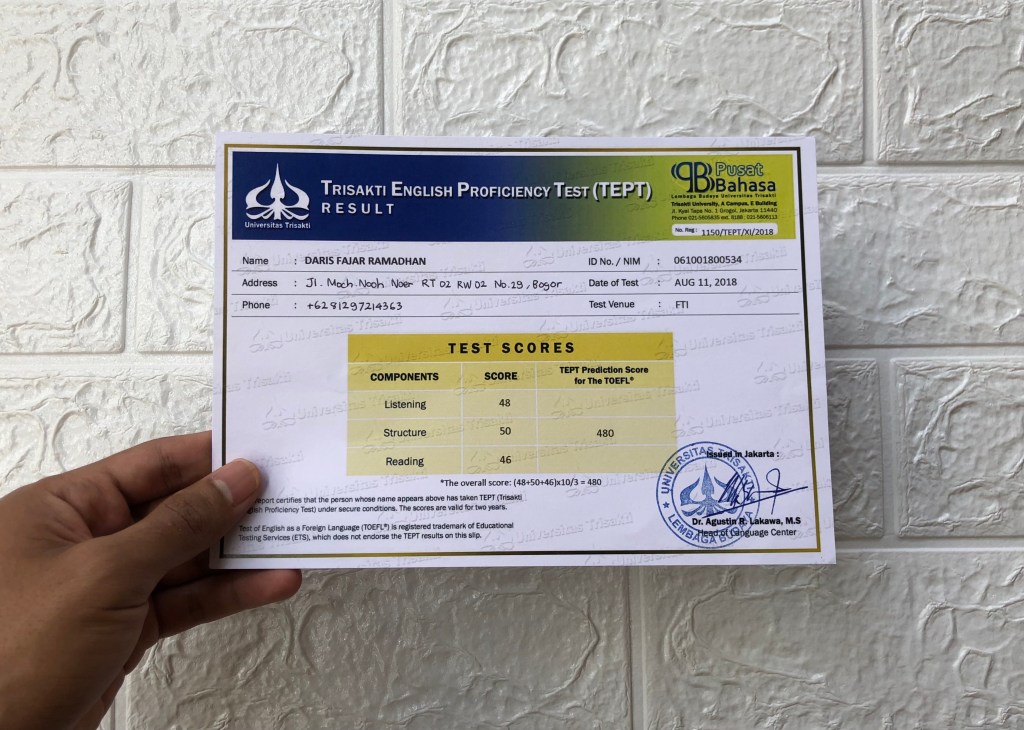 TRISAKTI ENGLISH PROFICIENCY TEST (TEPT)
RESULT
Universitas Trisakti
Pusat
PB Bahasa
Lembaga Budaya Universitas Trisakti
Trisakti University, A Campus, E Building
Jl. Kyai Tapa No. 1 Grogol, Jakarta 11440
No. Reg : 1150/TEPT/XI/2018
Name : DARIS FAJAR RAMADHAN
ID No. / NIM : 061001800534
Address : Jl. Moch Nooh Noer RT 02 RW 02 No.29, Bogor
Date of Test : AUG 11, 2018
Phone : +6281297214363
Test Venue : FTI
TEST SCORES
COMPONENTS SCORE TEPT Prediction Score
for The TOEFL®
Listening 48
Structure 50 480
Reading 46
*The overall score: (48+50+46)x10/3 = 480
report certifies that the person whose name appears above has taken TEPT (Trisakti
English Proficiency Test) under secure conditions. The scores are valid for two years.
Test of English as a Foreign Language (TOEFL®) is registered trademark of Educational
Testing Services (ETS), which does not endorse the TEPT results on this slip.
Issued in Jakarta :
UNIVERSITAS TRISAKTI
LEMBAGA BUDAYA
Dr. Agustin R. Lakawa, M.S
Head of Language Center